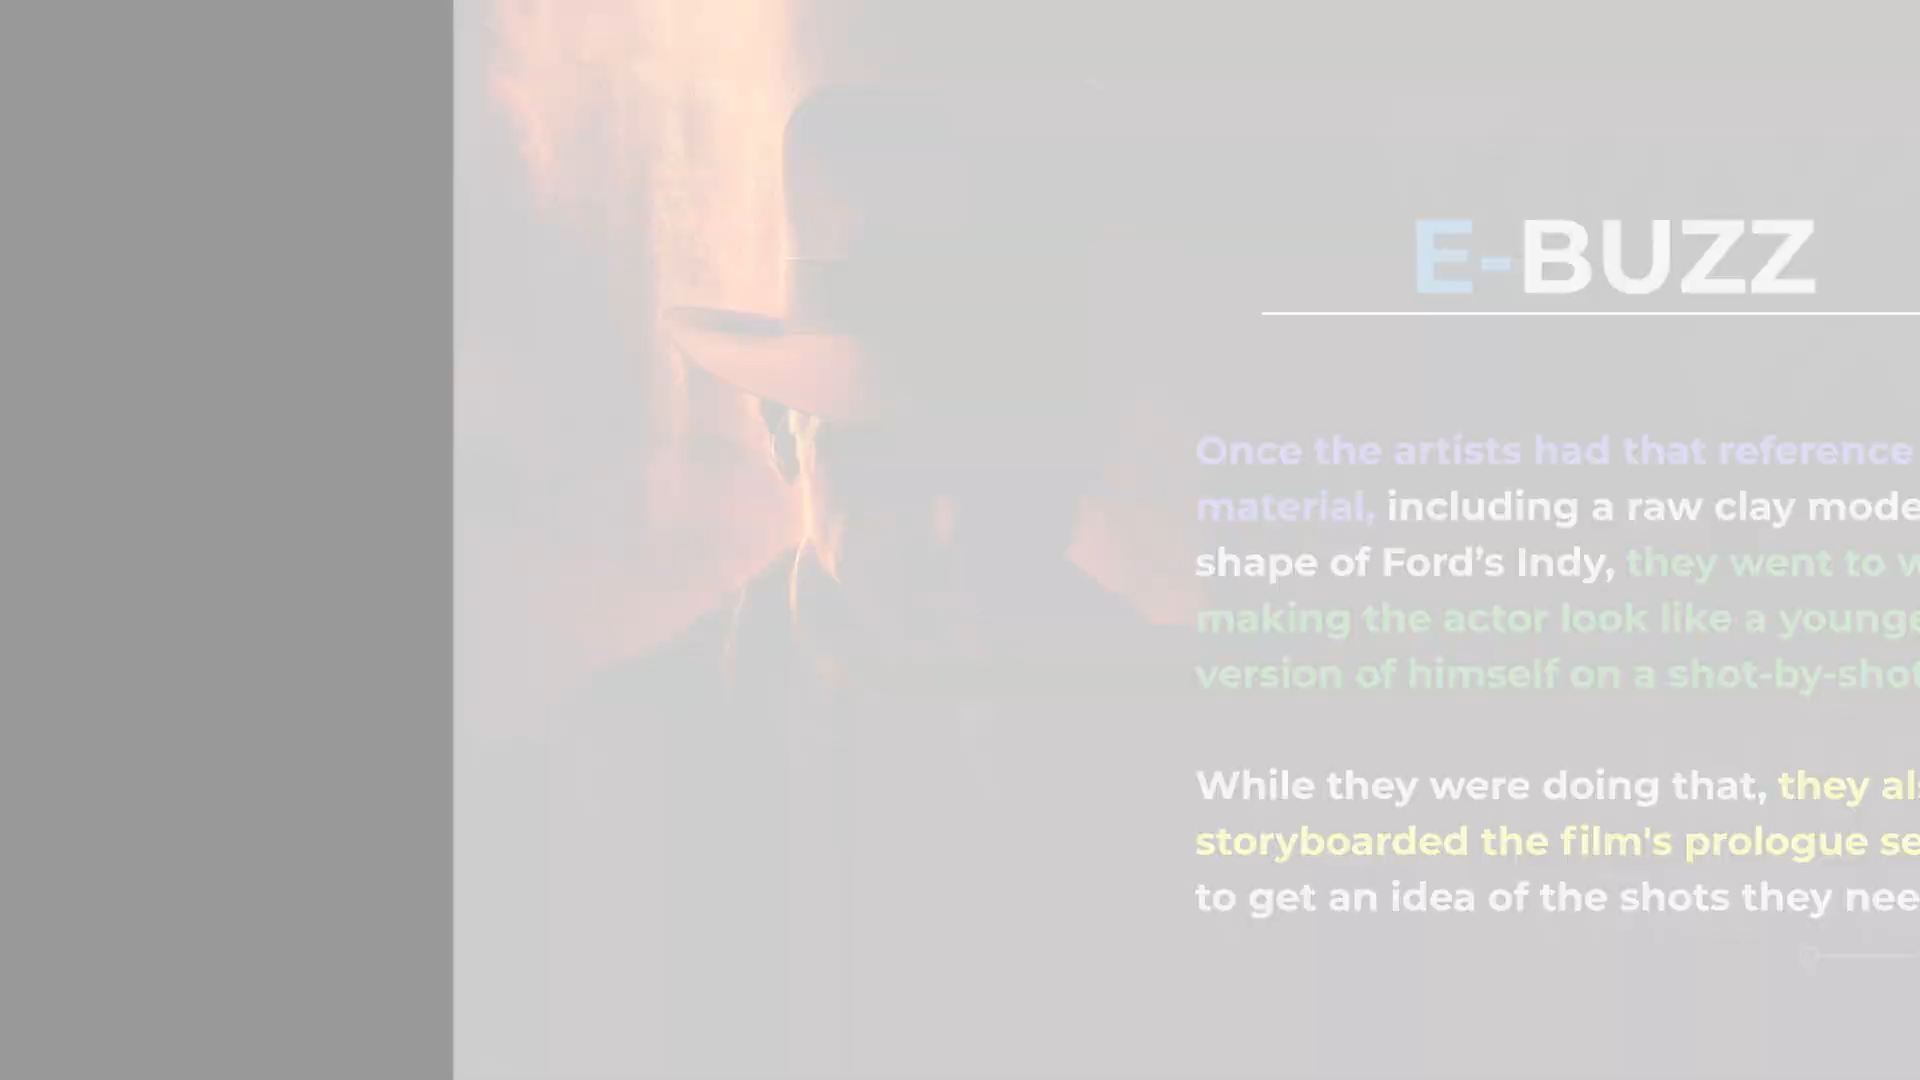 E-BUZZ
Once the artists had that reference
material, including a raw clay mode
shape of Ford’s Indy, they went to w
making the actor look like a younge
version of himself on a shot-by-shot
While they were doing that, they als
storyboarded the film's prologue se
to get an idea of the shots they nee